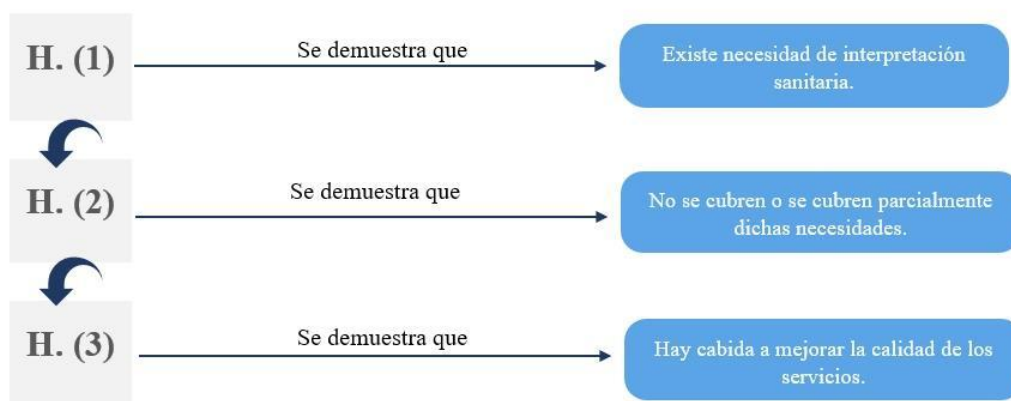 H. (1)
Se demuestra que
Existe necesidad de interpretación
sanitaria.
H. (2)
Se demuestra que
No se cubren o se cubren parcialmente
dichas necesidades.
H. (3)
Se demuestra que
Hay cabida a mejorar la calidad de los
servicios.